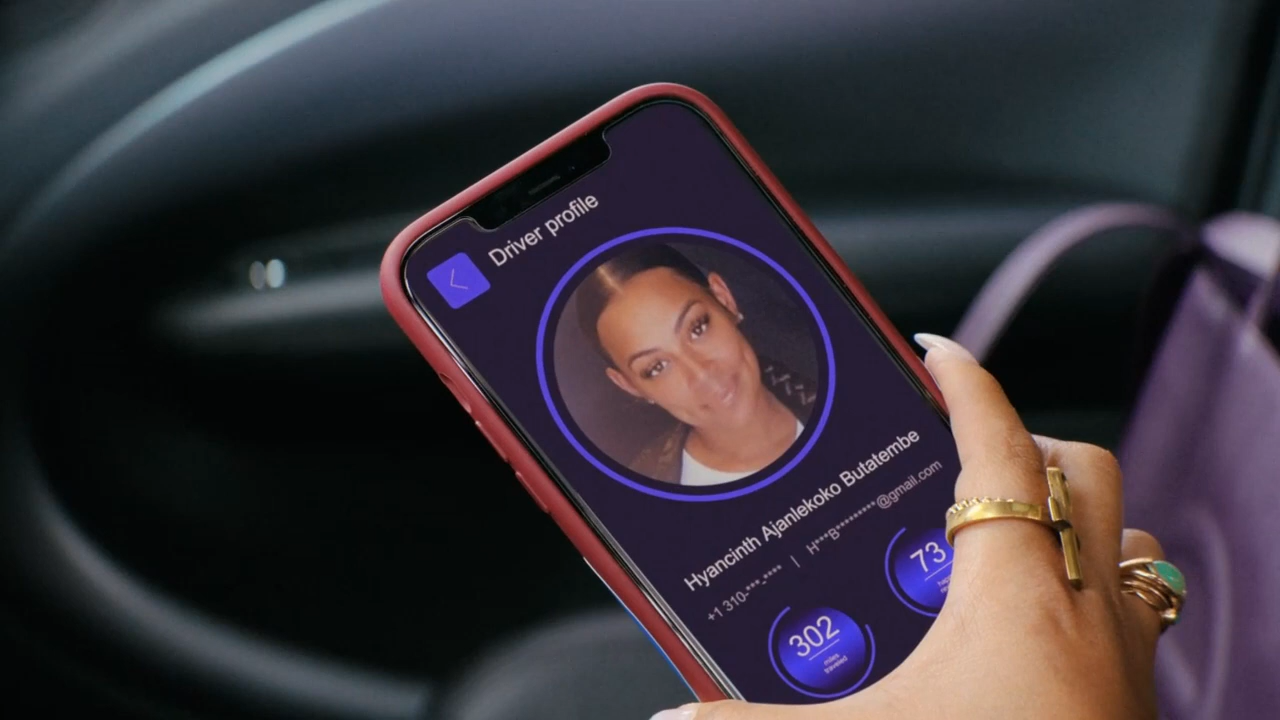 Driver profile
Hyancinth Ajanlekoko Butatembe
+1 310-***-**** | H***B*********@gmail.com
73
302
miles
traveled